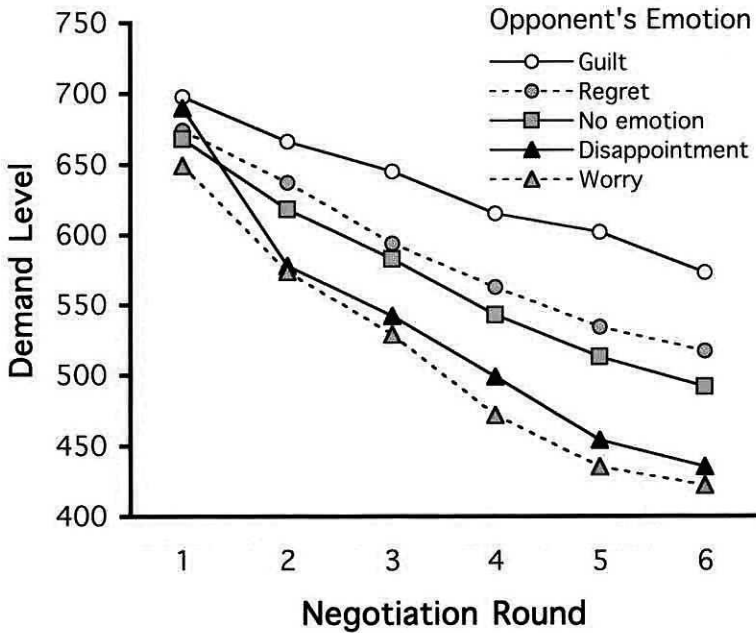 Opponent's Emotion
Guilt
Regret
No emotion
Disappointment
Worry
750
700
650
600
550
500
450
400
Demand Level
1 2 3 4 5 6
Negotiation Round